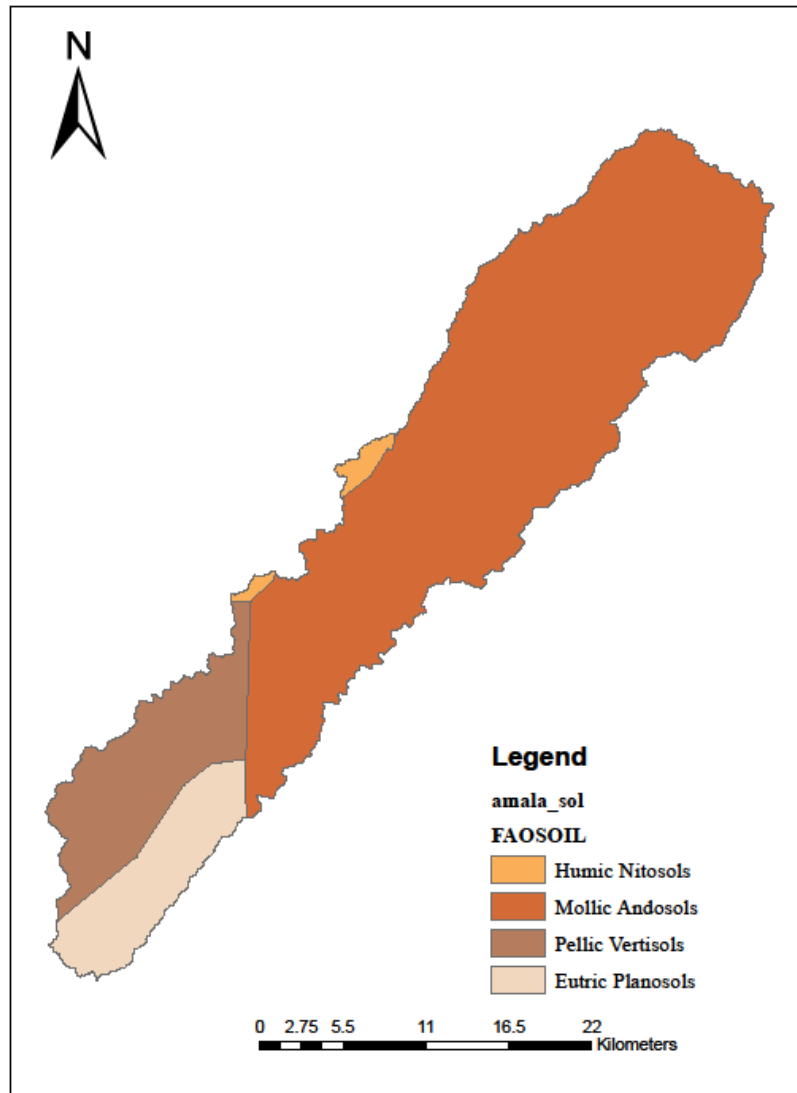 N
Legend
amala_sol
FAOSOIL
Humic Nitosols
Mollic Andosols
Pellic Vertisols
Eutric Planosols
0 2.75 5.5 11 16.5 22
Kilometers